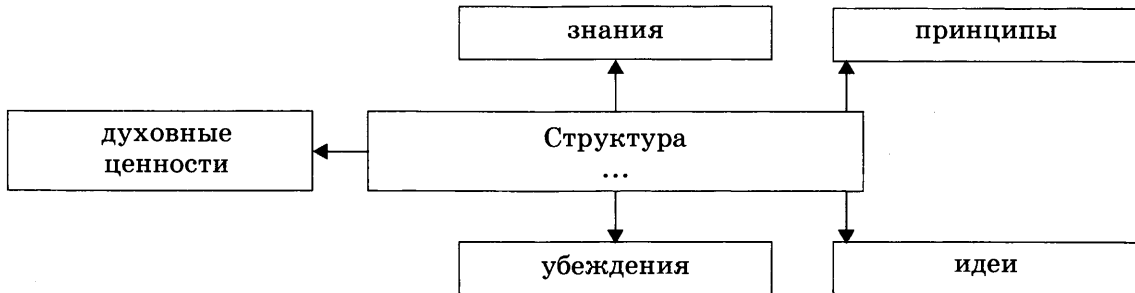 знания
принципы
духовные
ценности
Структура
...
убеждения
идеи